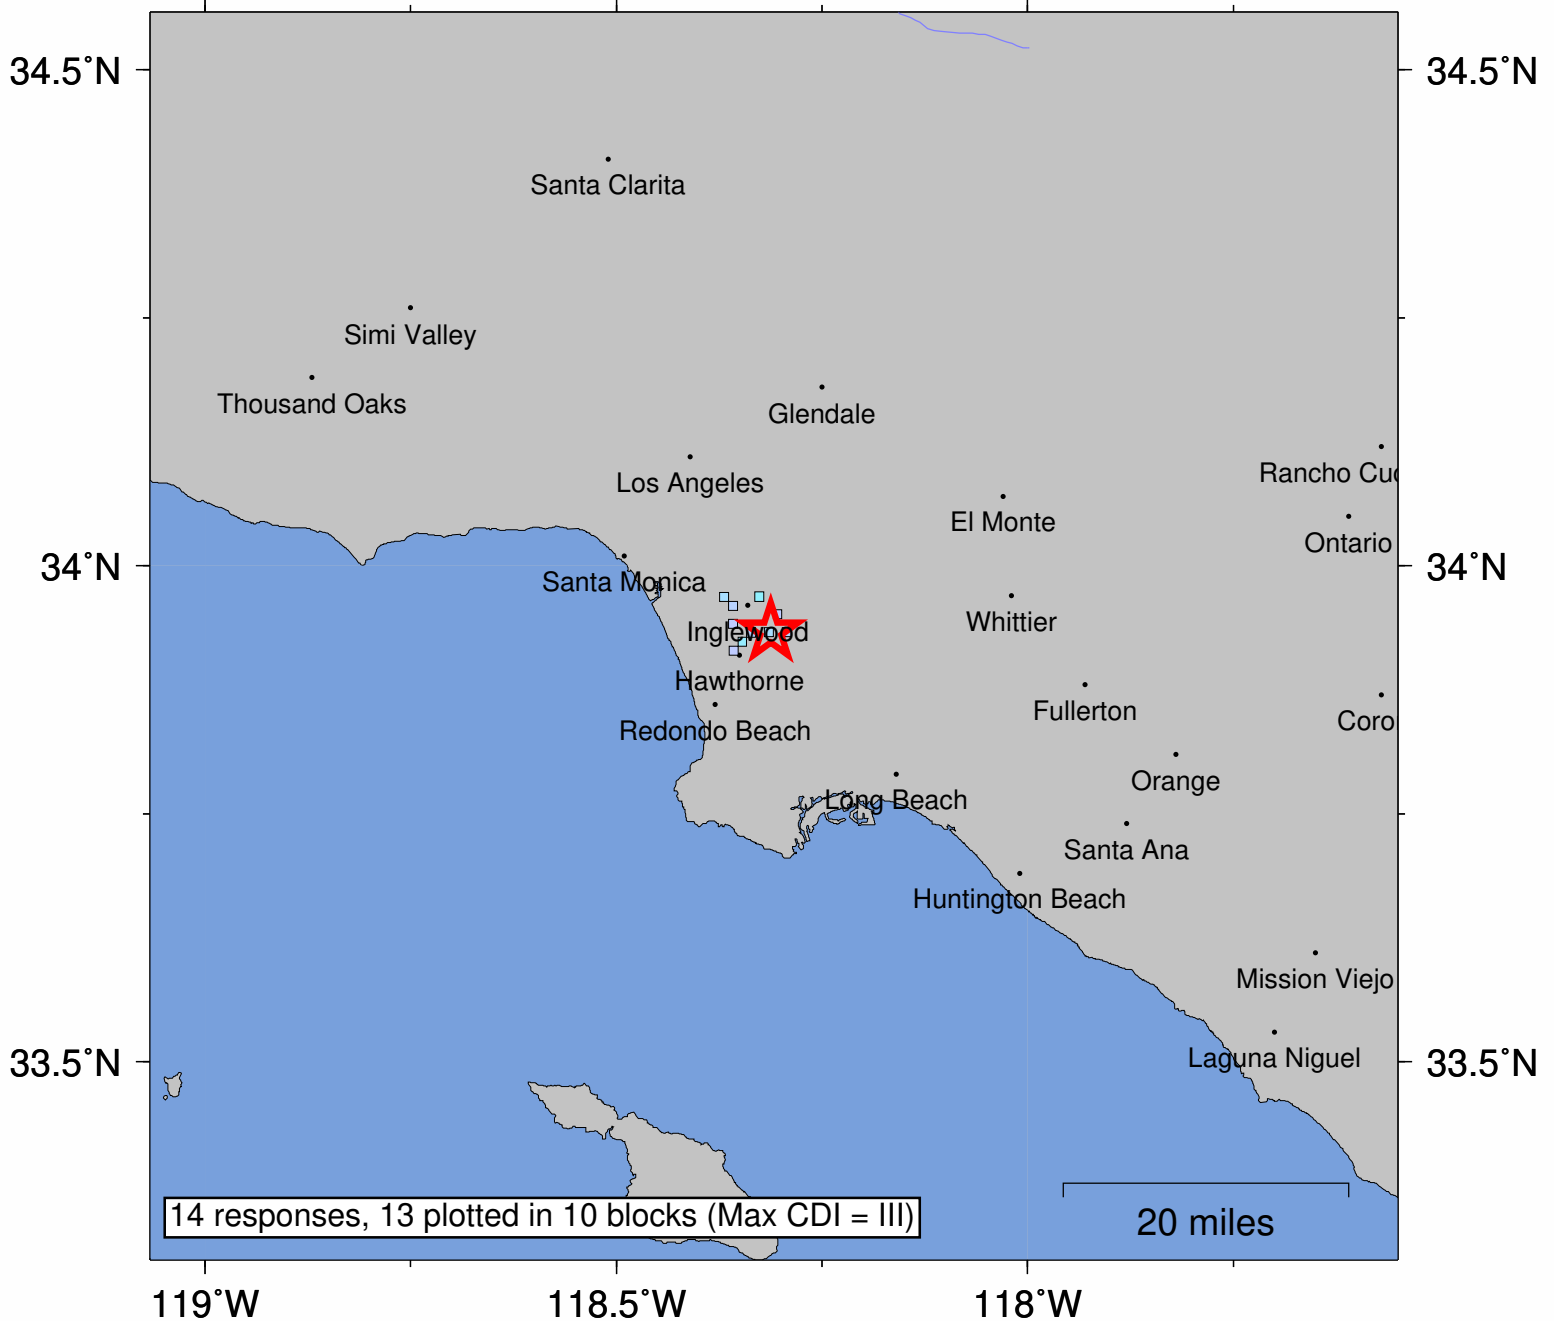 34.5˚N
34.5˚N
Santa Clarita
Simi Valley
Thousand Oaks
Glendale
Los Angeles
Rancho Cuc
El Monte
Ontario
34˚N
34˚N
Santa Monica
Whittier
Inglewood
Hawthorne
Fullerton
Coro
Redondo Beach
Orange
Long Beach
Santa Ana
Huntington Beach
Mission Viejo
Laguna Niguel
33.5˚N
33.5˚N
14 responses, 13 plotted in 10 blocks (Max CDI = III)
20 miles
119˚W
118.5˚W
118˚W